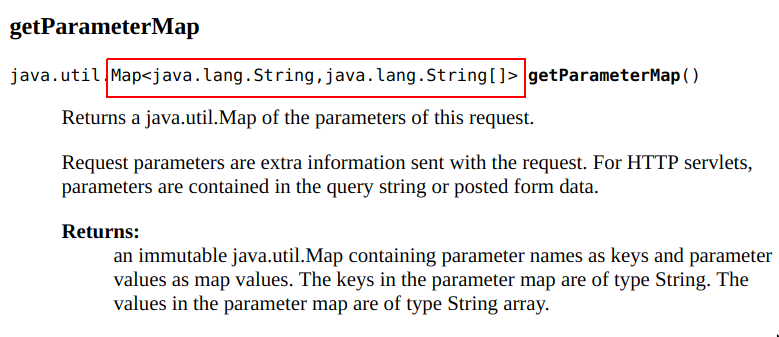 getParameterMap
java.util.Map<java.lang.String,java.lang.String[]> getParameterMap()
Returns a java.util.Map of the parameters of this request.
Request parameters are extra information sent with the request. For HTTP servlets,
parameters are contained in the query string or posted form data.
Returns:
an immutable java.util.Map containing parameter names as keys and parameter
values as map values. The keys in the parameter map are of type String. The
values in the parameter map are of type String array.